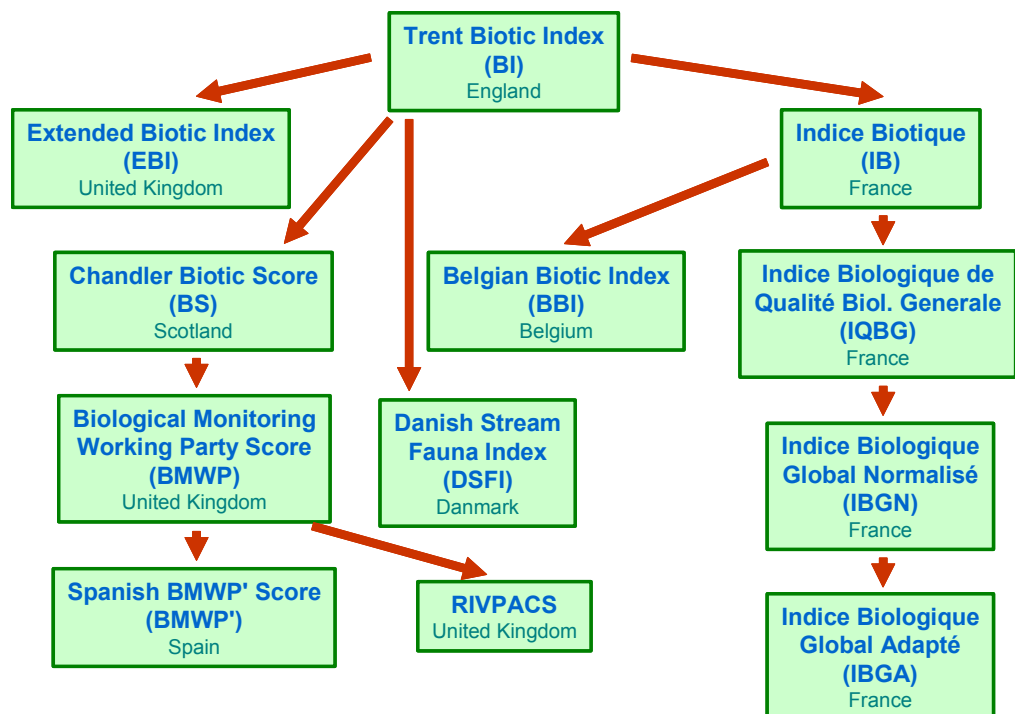 Trent Biotic Index
(BI)
England
Extended Biotic Index
(EBI)
United Kingdom
Indice Biotique
(IB)
France
Chandler Biotic Score
(BS)
Scotland
Belgian Biotic Index
(BBI)
Belgium
Indice Biologique de
Qualité Biol. Generale
(IQBG)
France
Biological Monitoring
Working Party Score
(BMWP)
United Kingdom
Danish Stream
Fauna Index
(DSFI)
Danmark
Indice Biologique
Global Normalisé
(IBGN)
France
Spanish BMWP' Score
(BMWP')
Spain
RIVPACS
United Kingdom
Indice Biologique
Global Adapté
(IBGA)
France